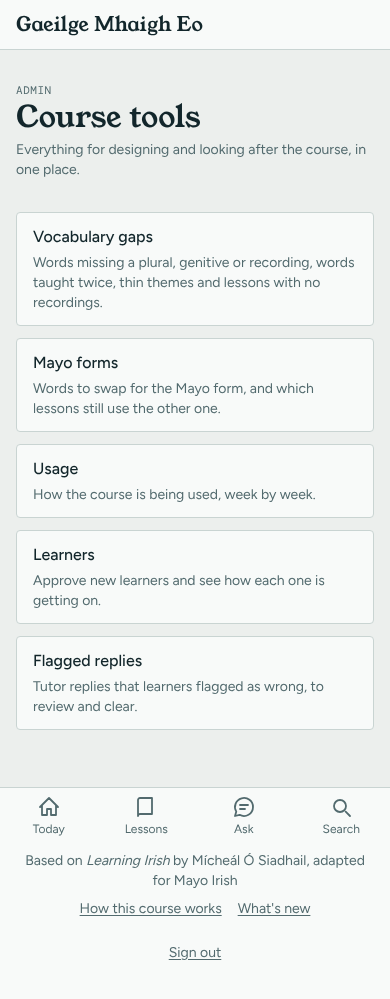 Gaeilge Mhaigh Eo
ADMIN
Course tools
Everything for designing and looking after the course, in
one place.
Vocabulary gaps
Words missing a plural, genitive or recording, words
taught twice, thin themes and lessons with no
recordings.
Mayo forms
Words to swap for the Mayo form, and which
lessons still use the other one.
Usage
How the course is being used, week by week.
Learners
Approve new learners and see how each one is
getting on.
Flagged replies
Tutor replies that learners flagged as wrong, to
review and clear.
Today Lessons Ask Search
Based on Learning Irish by Mícheál Ó Siadhail, adapted
for Mayo Irish
How this course works What's new
Sign out